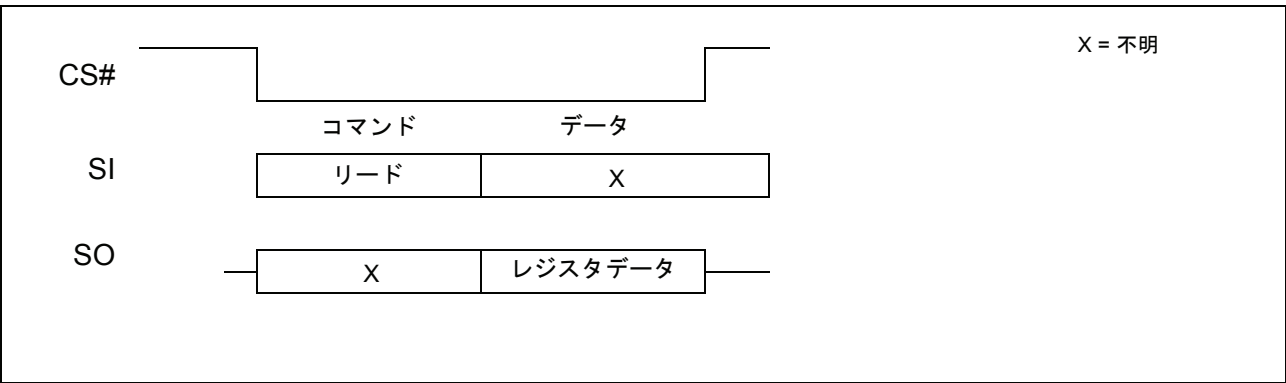 X = 不明
CS#
コマンド データ
SI リード X
SO X レジスタデータ